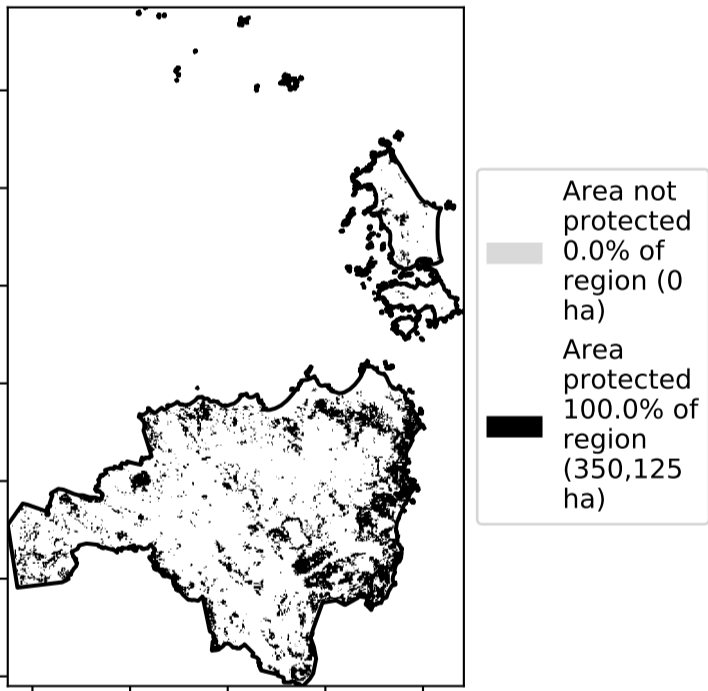 Area not
protected
0.0% of
region (0
ha)
Area
protected
100.0% of
region
(350,125
ha)